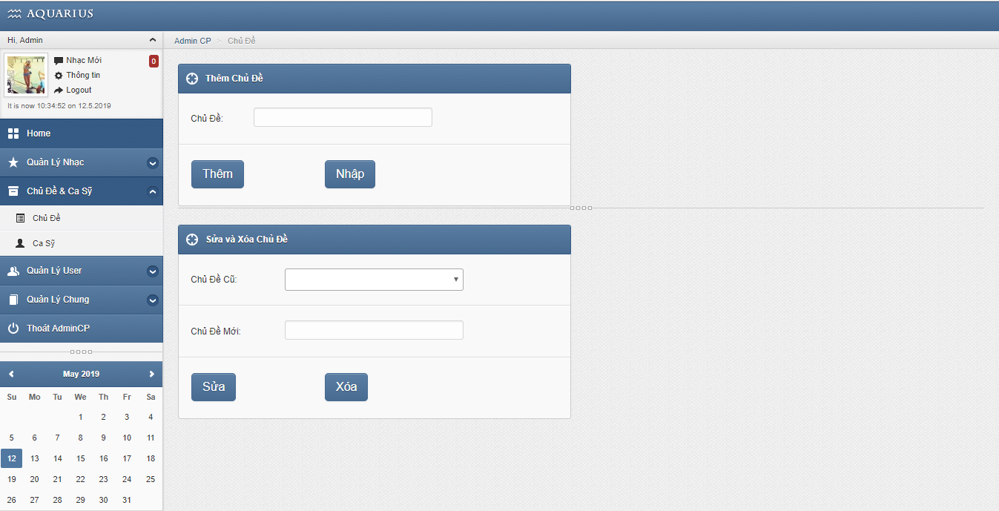 AQUARIUS
Hi, Admin
Nhạc Mới
0
Thông tin
Logout
It is now 10:34:52 on 12.5.2019
Home
Quản Lý Nhạc
Chủ Đề & Ca Sỹ
Chủ Đề
Ca Sỹ
Quản Lý User
Quản Lý Chung
Thoát AdminCP
May 2019
Su Mo Tu We Th Fr Sa
1 2 3 4
5 6 7 8 9 10 11
12 13 14 15 16 17 18
19 20 21 22 23 24 25
26 27 28 29 30 31
Admin CP > Chủ Đề
Thêm Chủ Đề
Chủ Đề:
Thêm Nhập
Sửa và Xóa Chủ Đề
Chủ Đề Cũ:
Chủ Đề Mới:
Sửa Xóa